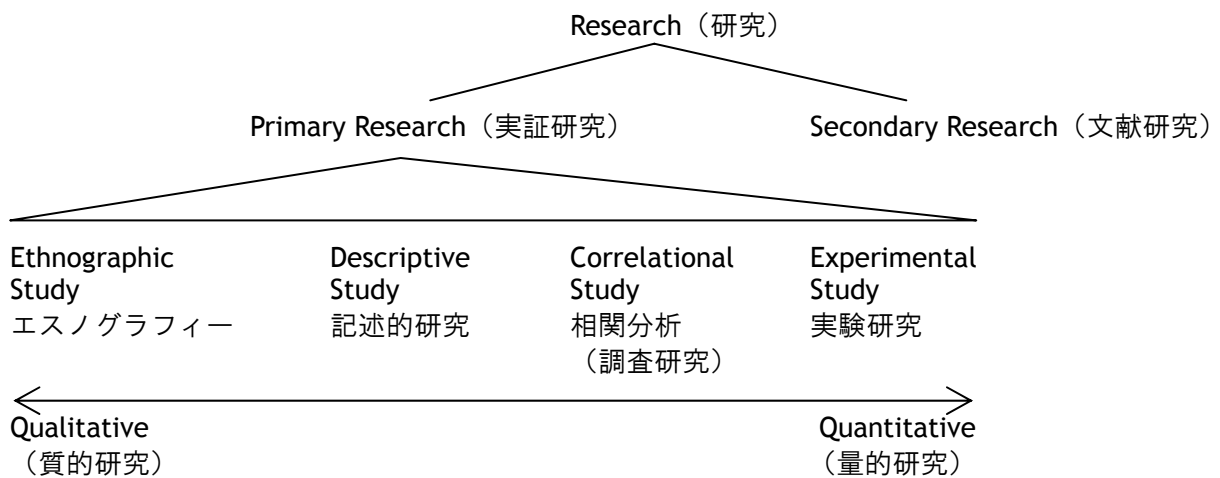 Research（研究）
Primary Research（実証研究）
Secondary Research（文献研究）
Ethnographic
Study
エスノグラフィー
Descriptive
Study
記述的研究
Correlational
Study
相関分析
（調査研究）
Experimental
Study
実験研究
Qualitative
（質的研究）
Quantitative
（量的研究）